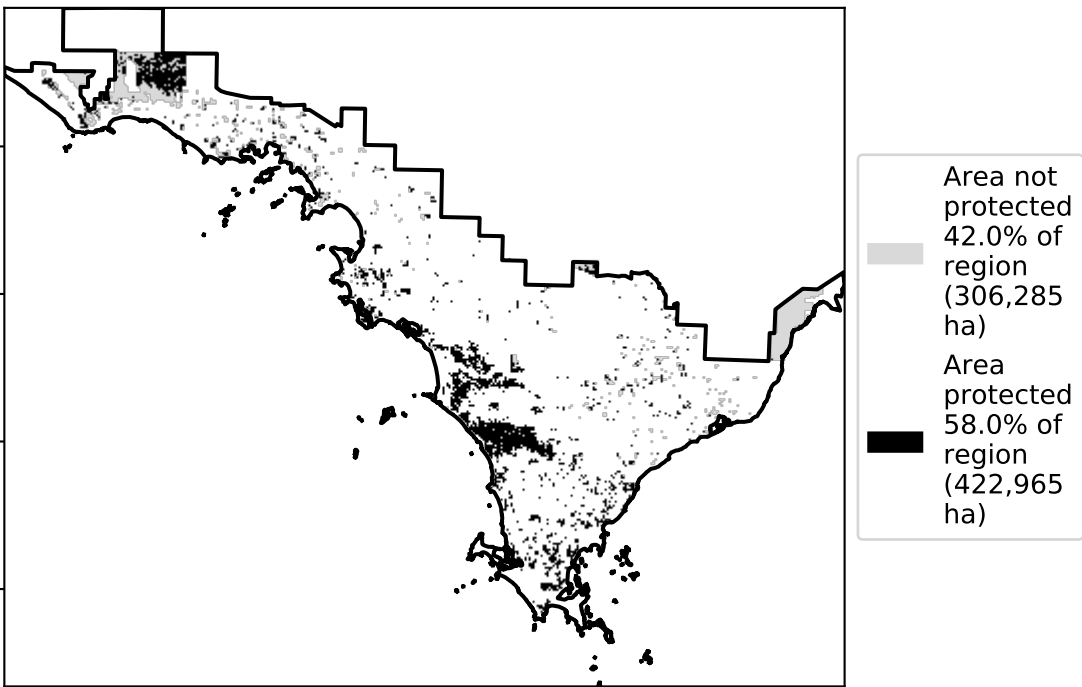 Area not
protected
42.0% of
region
(306,285
ha)
Area
protected
58.0% of
region
(422,965
ha)